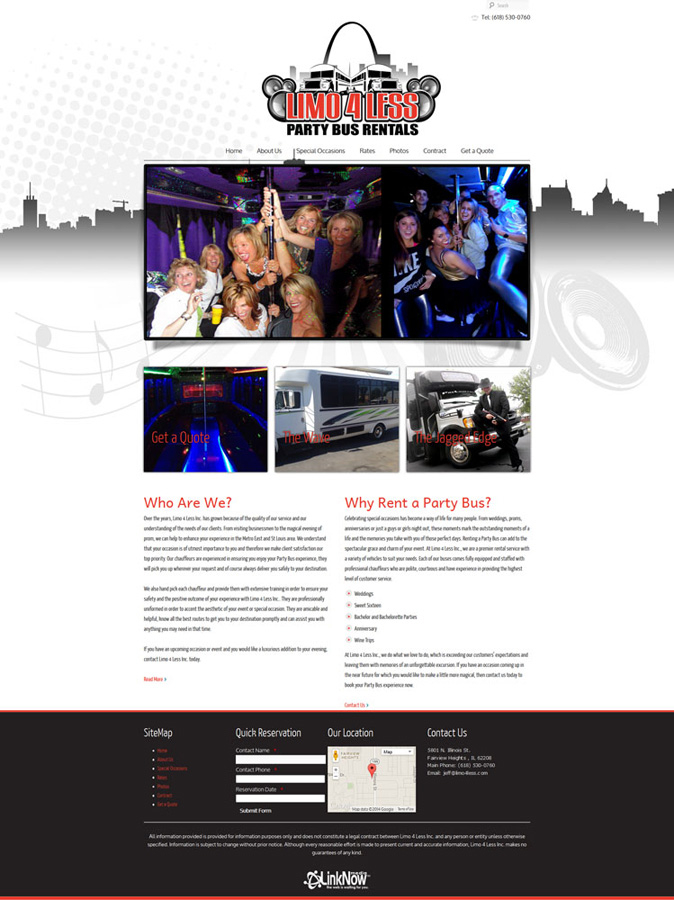 Search
Tel: (618) 530-0760
LIMO 4 LESS
PARTY BUS RENTALS
Home About Us Special Occasions Rates Photos Contract Get a Quote
Get a Quote The Wave The Jagged Edge
Who Are We?
Over the years, Limo 4 Less Inc. has grown because of the quality of our service and our
understanding of the needs of our clients. From visiting businessmen to the magical evening of
prom, we can help to enhance your experience in the Metro East and St Louis area. We understand
that your occasion is of utmost importance to you and therefore we make client satisfaction our
top priority. Our chauffeurs are experienced in ensuring you enjoy your Party Bus experience, they
will pick you up wherever your request and of course always deliver you safely to your destination.
We also hand pick each chauffeur and provide them with extensive training in order to ensure your
safety and the positive outcome of your experience with Limo 4 Less Inc. They are professionally
uniformed in order to accent the aesthetic of your event or special occasion. They are amicable and
helpful, know all the best routes to get you to your destination promptly and can assist you with
anything you may need in that time.
If you have an upcoming occasion or event and you would like a luxurious addition to your evening,
contact Limo 4 Less Inc. today.
Read More
Why Rent a Party Bus?
Celebrating special occasions has become a way of life for many people. From weddings, proms,
anniversaries or just a guys or girls night out, these moments mark the outstanding moments of a
life and the memories you take with you of these perfect days. Renting a Party Bus can add to the
spectacular grace and charm of your event. At Limo 4 Less Inc., we are a premier rental service with
a variety of vehicles to suit your needs. Each of our buses comes fully equipped and staffed with
professional chauffeurs who are polite, courteous and have experience in providing the highest
level of customer service.
Weddings
Sweet Sixteen
Bachelor and Bachelorette Parties
Anniversary
Wine Trips
At Limo 4 Less Inc., we do what we love to do, which is exceeding our customers' expectations and
leaving them with memories of an unforgettable excursion. If you have an occasion coming up in
the near future for which you would like to make a little more magical, then contact us today to
book your Party Bus experience now.
Contact Us
SiteMap
Home
About Us
Special Occasions
Rates
Photos
Contract
Get a Quote
Quick Reservation
Contact Name *
Contact Phone *
Reservation Date *
Submit Form
Our Location
FAIRVIEW
HEIGHTS
Map
Map data ©2014 Google Terms of Use
Contact Us
5801 N. Illinois St.
Fairview Heights , IL 62208
Main Phone: (618) 530-0760
Email: jeff@limo4less.com
All information provided is provided for information purposes only and does not constitute a legal contract between Limo 4 Less Inc. and any person or entity unless otherwise
specified. Information is subject to change without prior notice. Although every reasonable effort is made to present current and accurate information, Limo 4 Less Inc. makes no
guarantees of any kind.
LinkNow
the web is waiting for you.